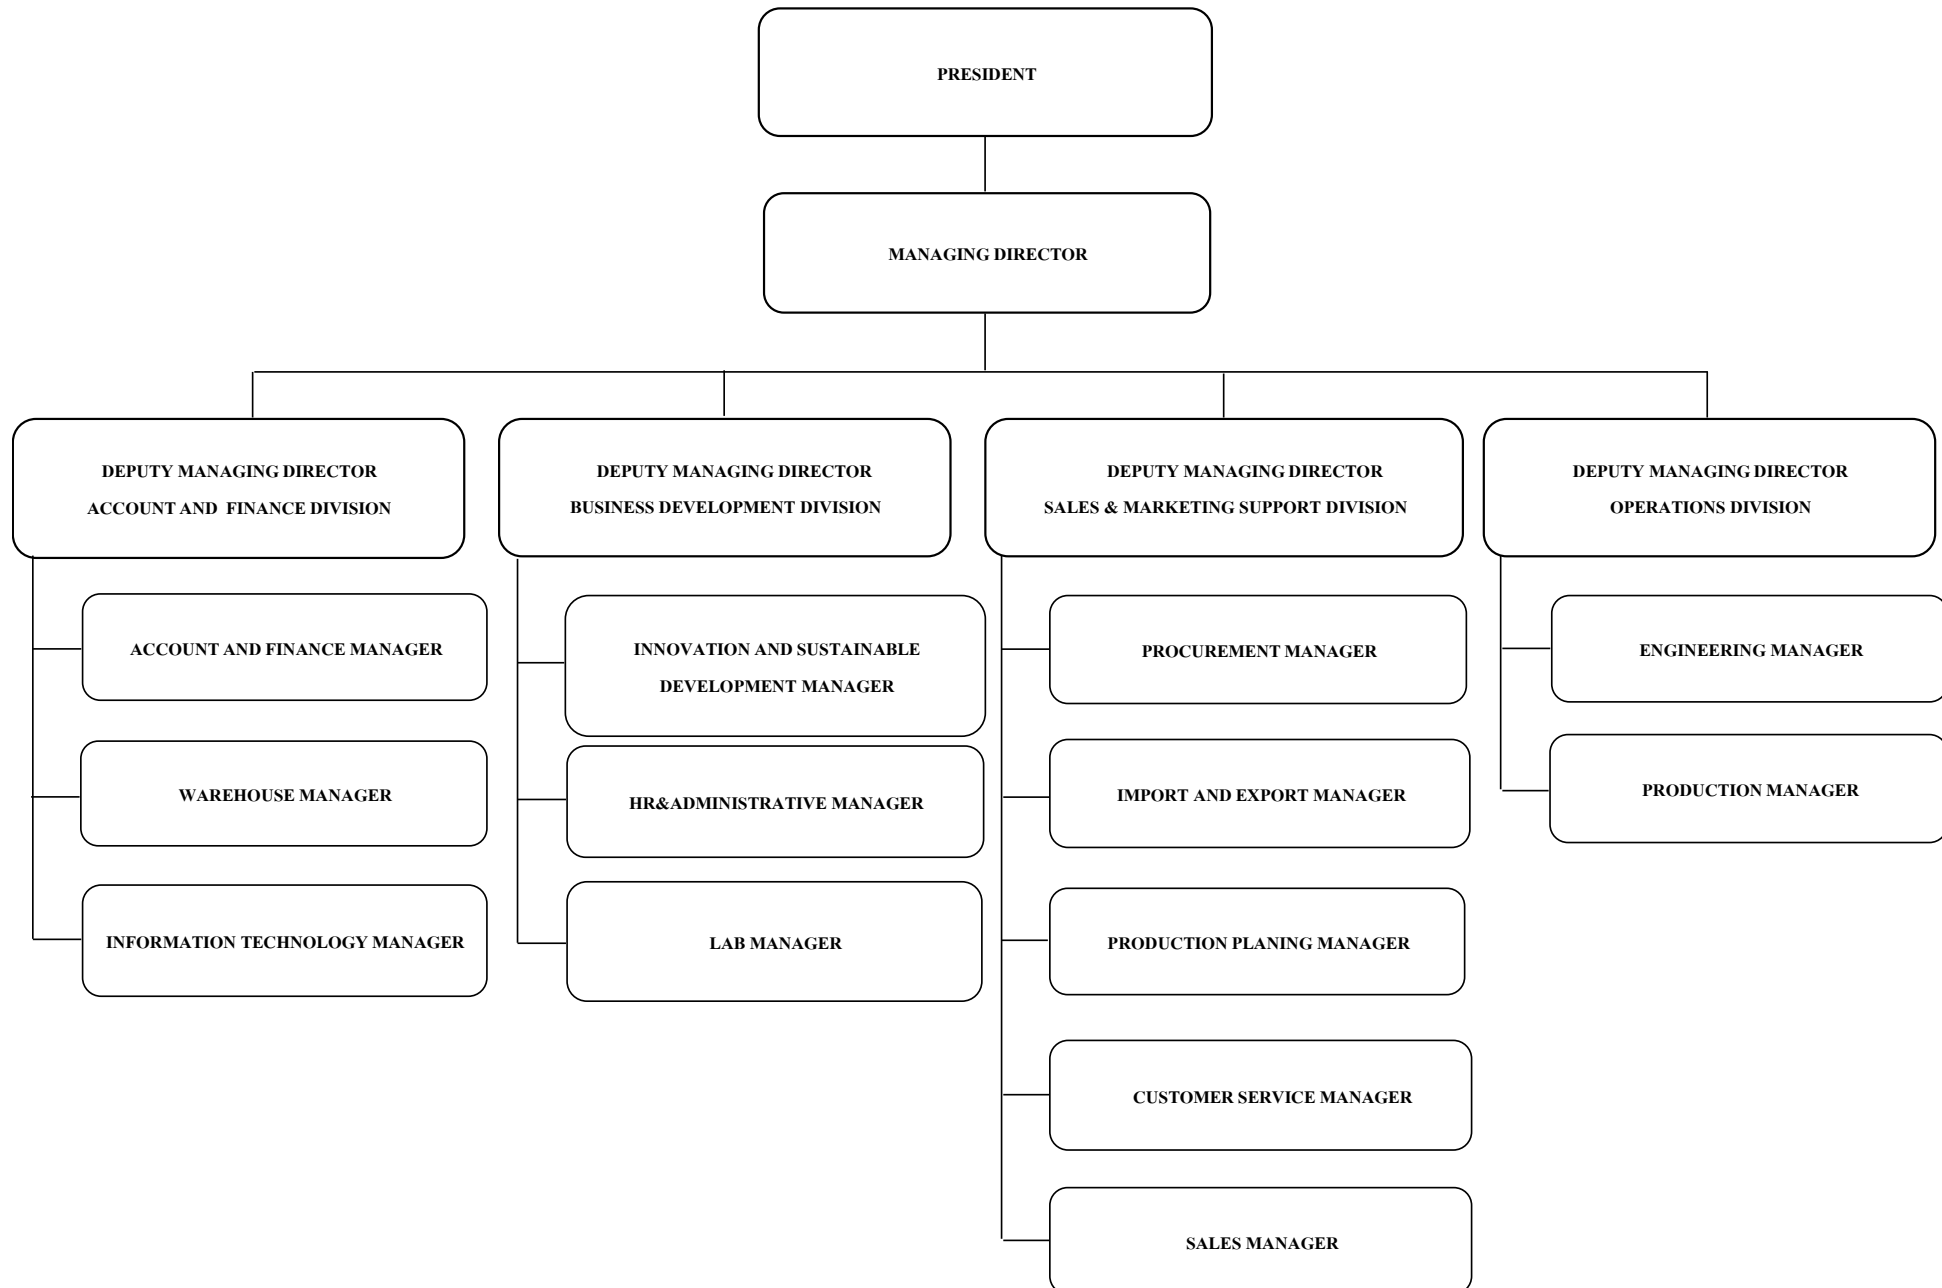 PRESIDENT
MANAGING DIRECTOR
DEPUTY MANAGING DIRECTOR
ACCOUNT AND FINANCE DIVISION
DEPUTY MANAGING DIRECTOR
BUSINESS DEVELOPMENT DIVISION
DEPUTY MANAGING DIRECTOR
SALES & MARKETING SUPPORT DIVISION
DEPUTY MANAGING DIRECTOR
OPERATIONS DIVISION
ACCOUNT AND FINANCE MANAGER
WAREHOUSE MANAGER
INFORMATION TECHNOLOGY MANAGER
INNOVATION AND SUSTAINABLE
DEVELOPMENT MANAGER
HR&ADMINISTRATIVE MANAGER
LAB MANAGER
PROCUREMENT MANAGER
IMPORT AND EXPORT MANAGER
PRODUCTION PLANING MANAGER
CUSTOMER SERVICE MANAGER
SALES MANAGER
ENGINEERING MANAGER
PRODUCTION MANAGER